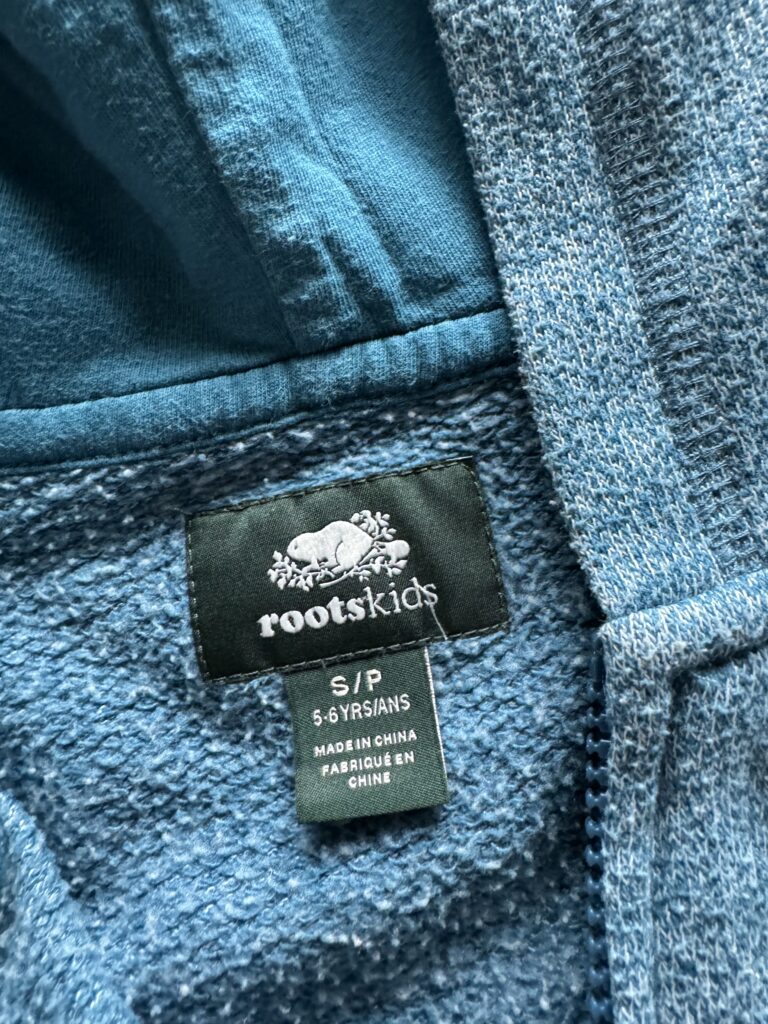 rootskids
S/P
5-6 YRS/ANS
MADE IN CHINA
FABRIQUÉ EN
CHINE